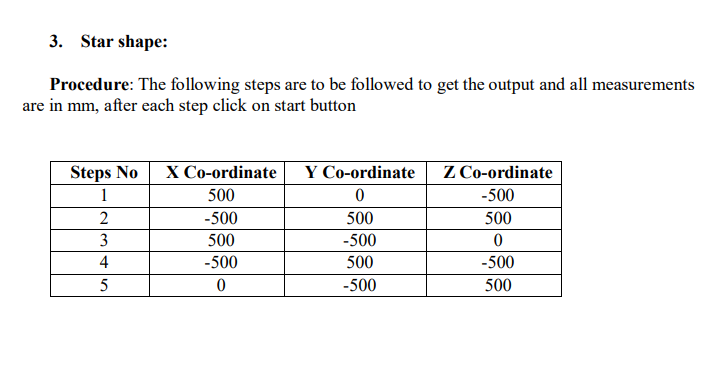 3. Star shape:
Procedure: The following steps are to be followed to get the output and all measurements
are in mm, after each step click on start button
Steps No X Co-ordinate Y Co-ordinate Z Co-ordinate
1 500 0 -500
2 -500 500 500
3 500 -500 0
4 -500 500 -500
5 0 -500 500